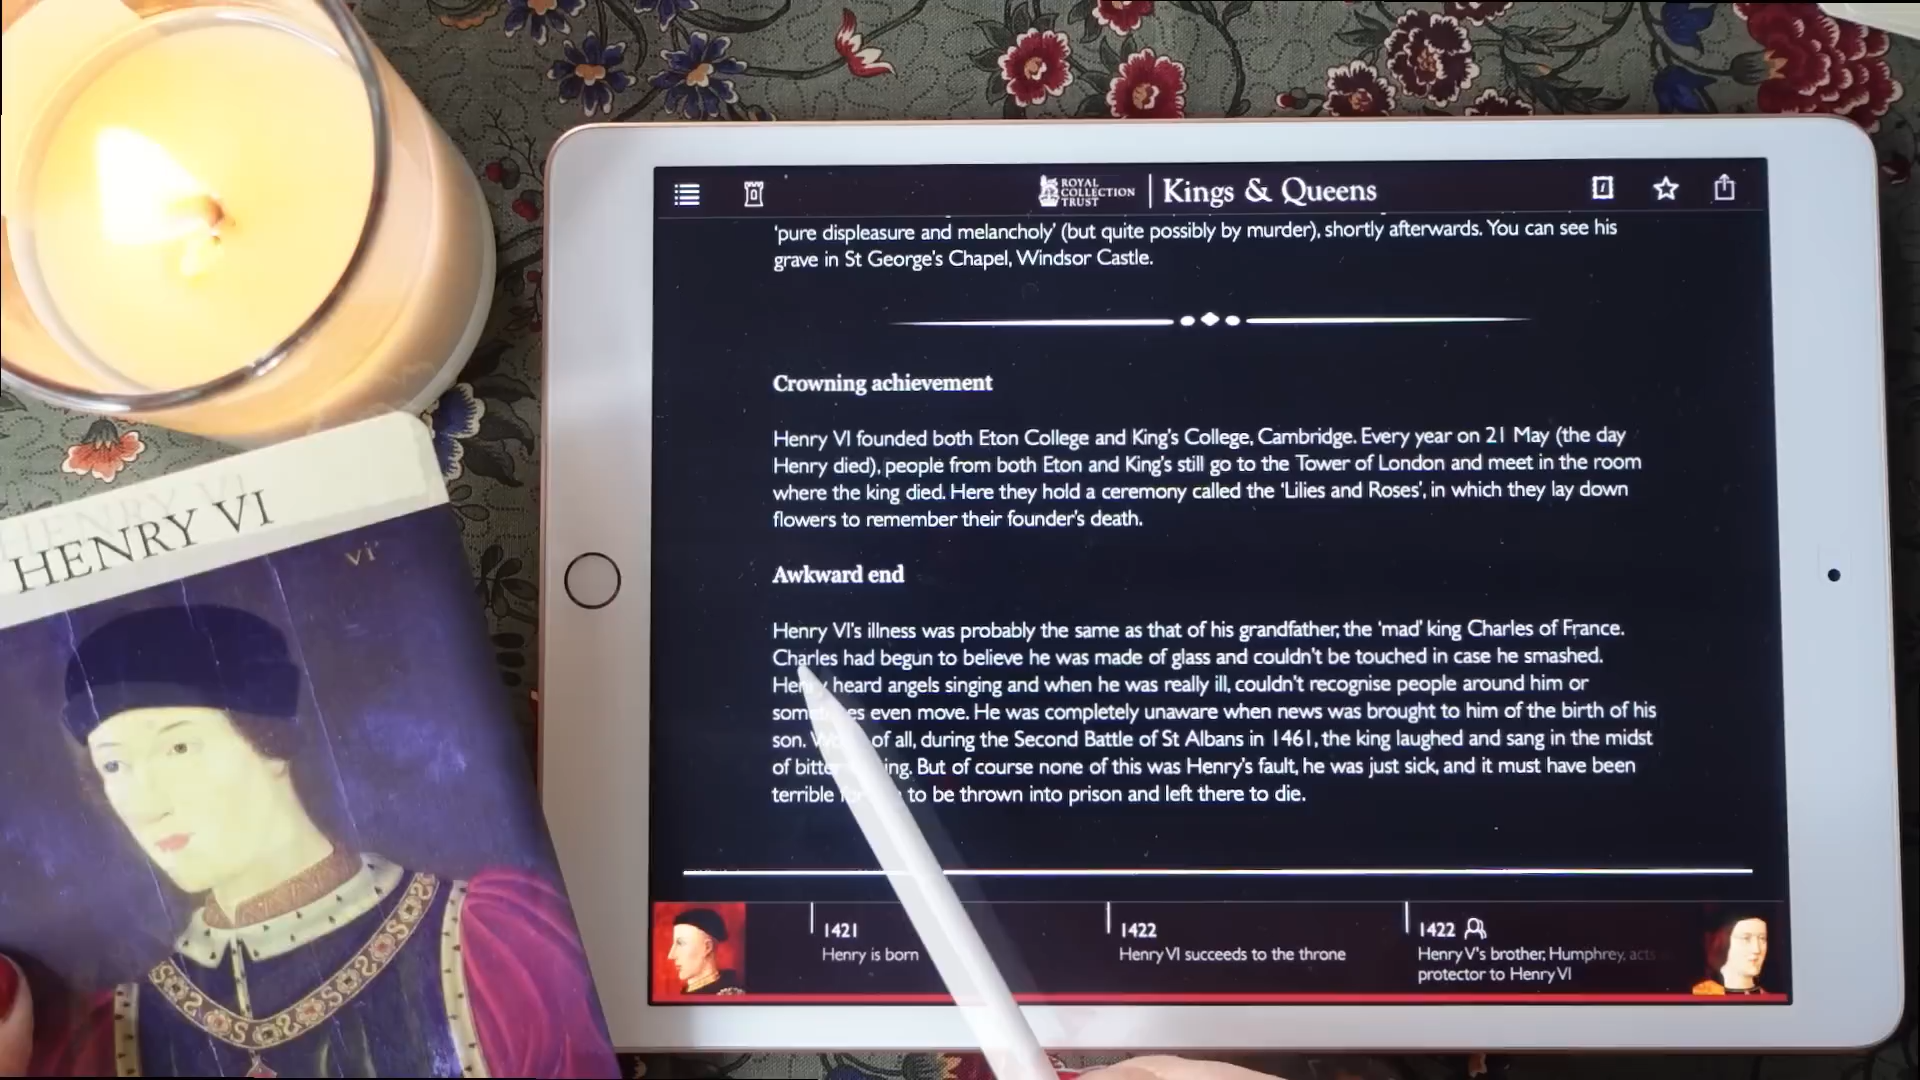 ROYAL
COLLECTION
TRUST
Kings & Queens
'pure displeasure and melancholy' (but quite possibly by murder), shortly afterwards. You can see his
grave in St George's Chapel, Windsor Castle.
Crowning achievement
Henry VI founded both Eton College and King's College, Cambridge. Every year on 21 May (the day
Henry died), people from both Eton and King's still go to the Tower of London and meet in the room
where the king died. Here they hold a ceremony called the 'Lilies and Roses', in which they lay down
flowers to remember their founder's death.
Awkward end
Henry VI's illness was probably the same as that of his grandfather, the 'mad' king Charles of France.
Charles had begun to believe he was made of glass and couldn't be touched in case he smashed.
Henry heard angels singing and when he was really ill, couldn't recognise people around him or
sometimes even move. He was completely unaware when news was brought to him of the birth of his
son. of all, during the Second Battle of St Albans in 1461, the king laughed and sang in the midst
of bitter But of course none of this was Henry's fault, he was just sick, and it must have been
terrible to be thrown into prison and left there to die.
1421
Henry is born
1422
Henry VI succeeds to the throne
1422
Henry V's brother, Humphrey, acts
protector to Henry VI
HENRY VI
VI